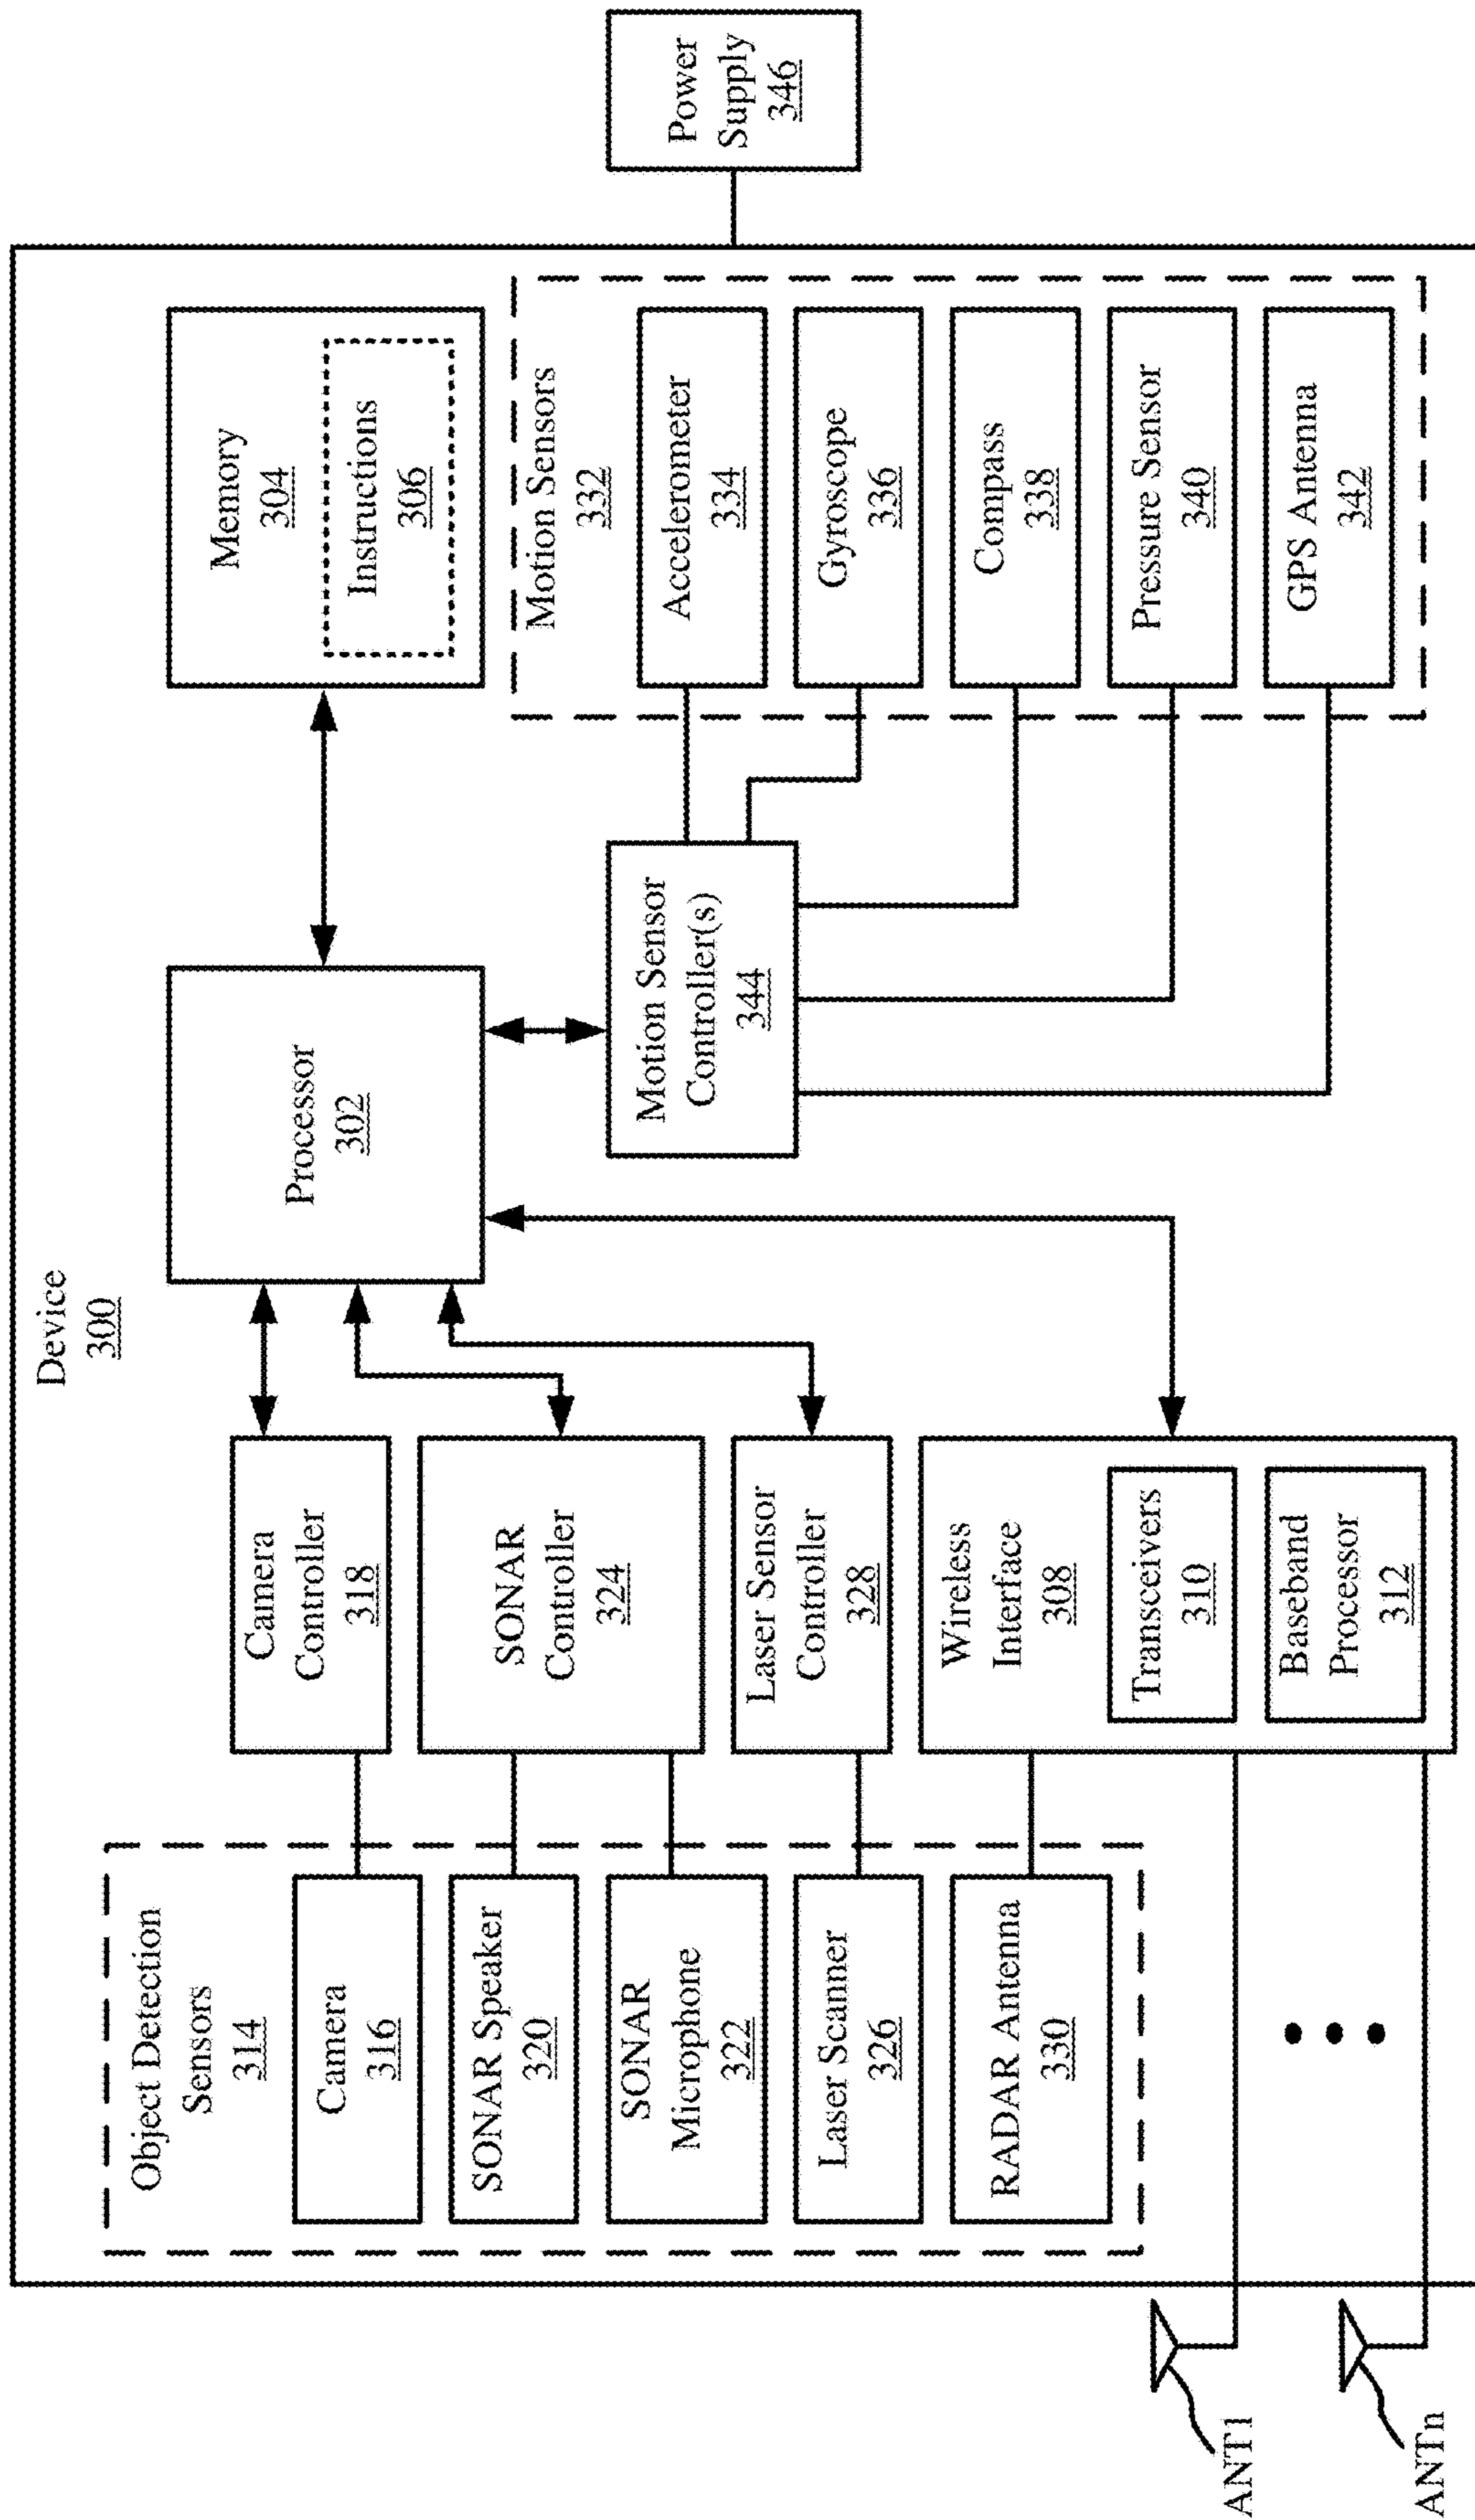 Device
300
Object Detection
Sensors
314
Camera
316
SONAR Speaker
320
SONAR
Microphone
322
Laser Scanner
326
RADAR Antenna
330
Camera
Controller
318
SONAR
Controller
324
Laser Sensor
Controller
328
Wireless
Interface
308
Transceivers
310
Baseband
Processor
312
Processor
302
Motion Sensor
Controller(s)
344
Memory
304
Instructions
306
Motion Sensors
332
Accelerometer
334
Gyroscope
336
Compass
338
Pressure Sensor
340
GPS Antenna
342
Power
Supply
346
ANT1
ANTn